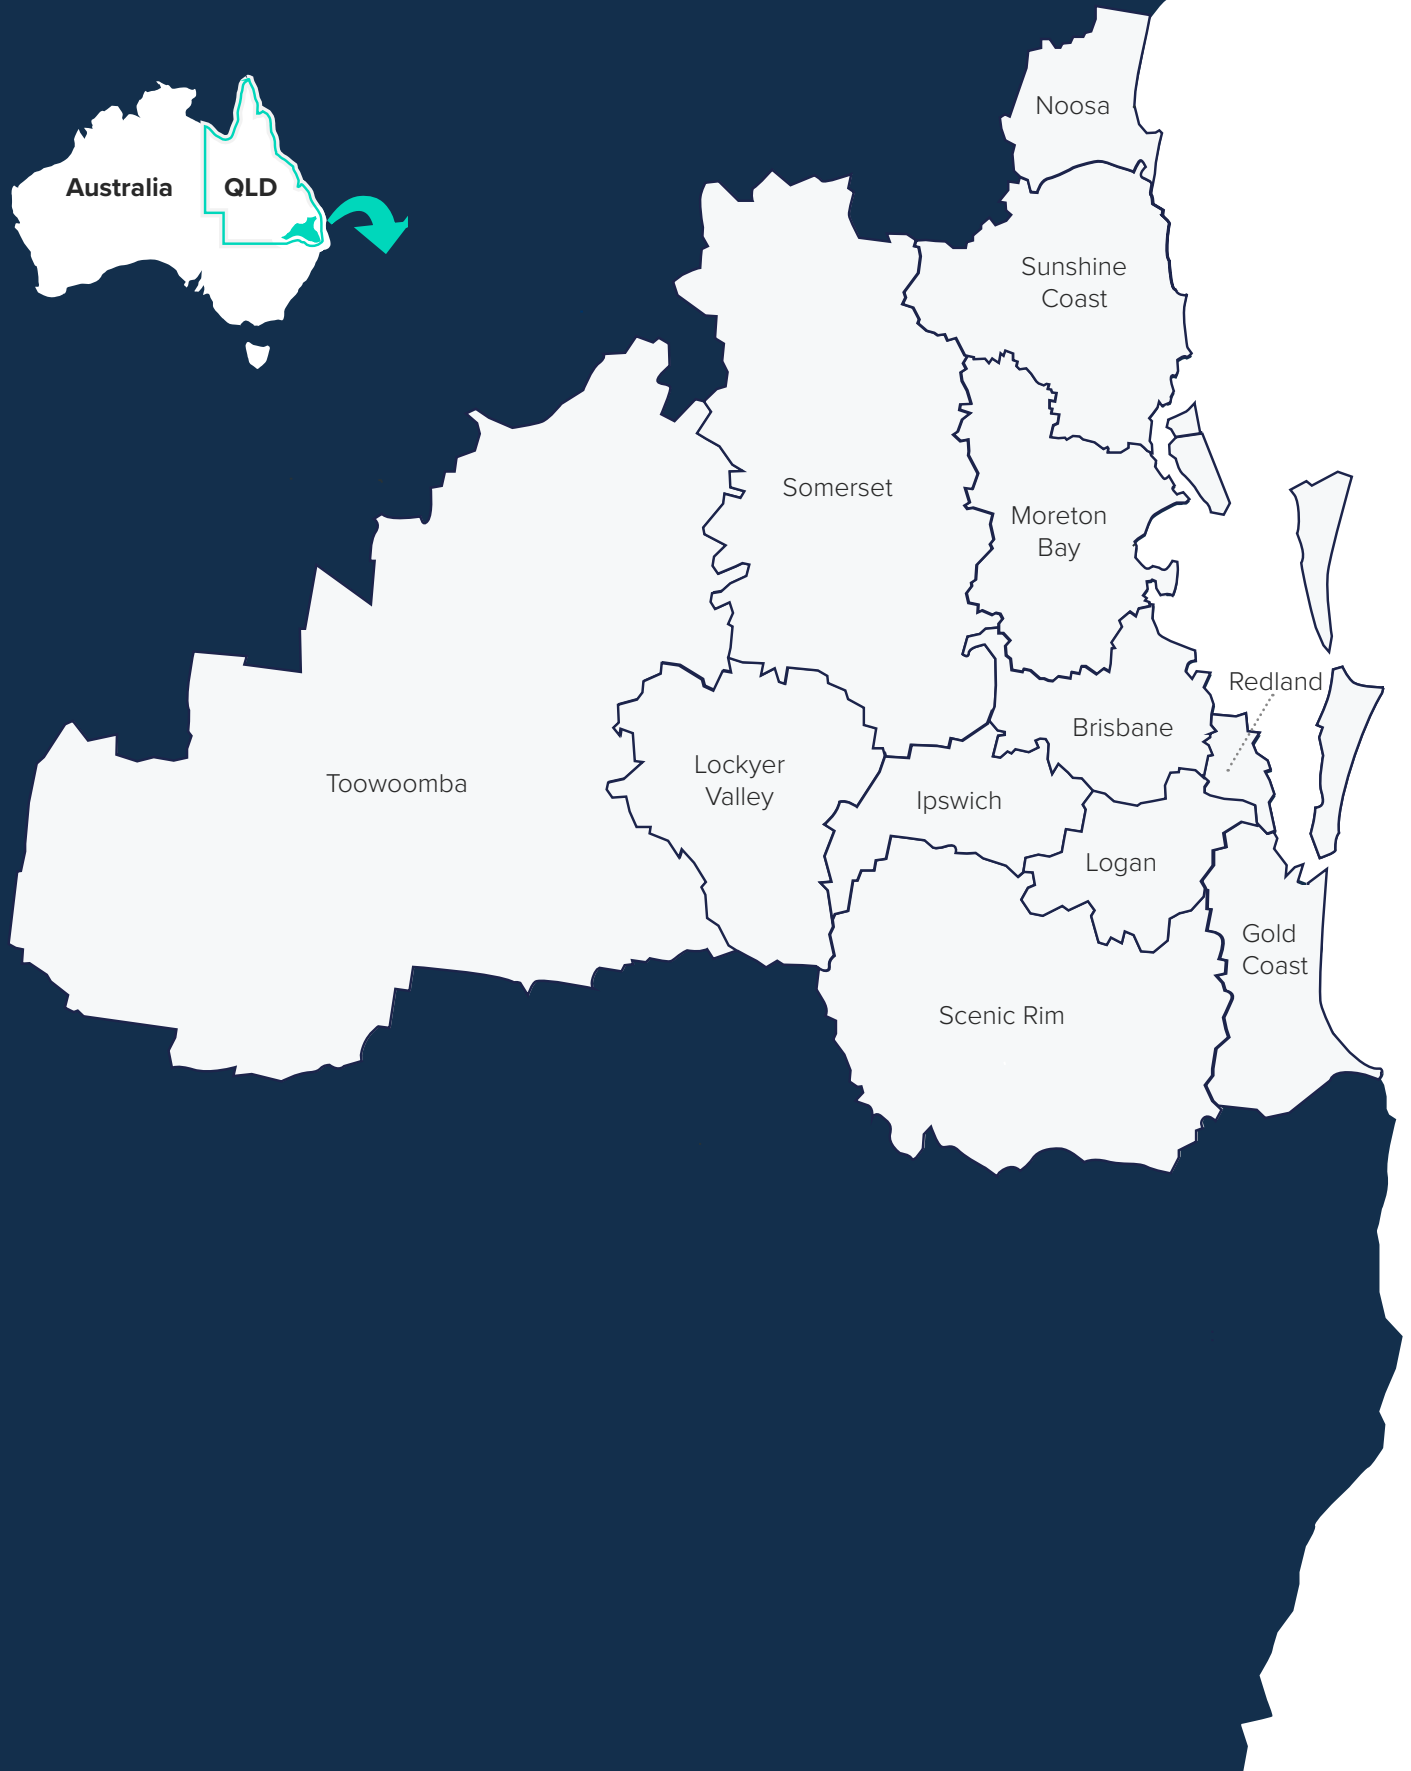 Noosa
Australia
QLD
Sunshine
Coast
Somerset
Moreton
Bay
Redland
Brisbane
Toowoomba
Lockyer
Valley
Ipswich
Logan
Gold
Coast
Scenic Rim